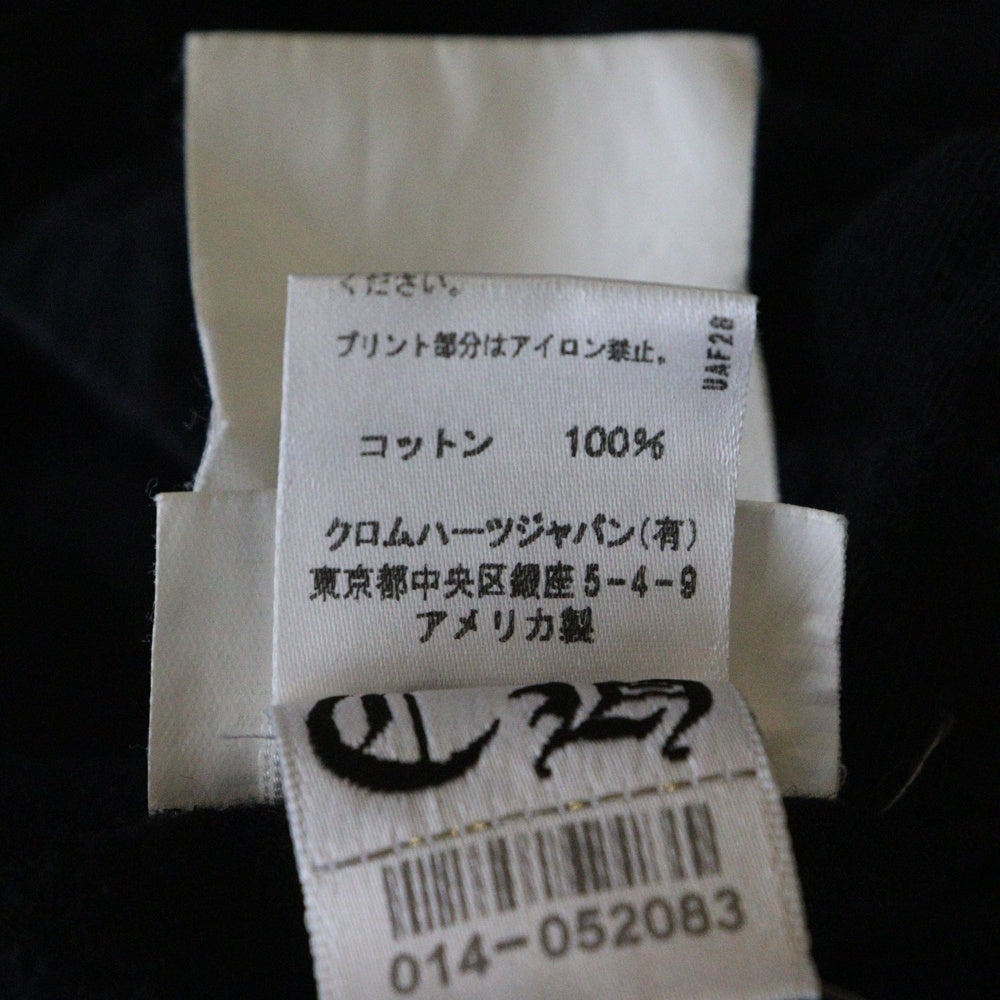 ください。
プリント部分はアイロン禁止。
UAF28
コットン 100%
クロムハーツジャパン(有)
東京都中央区銀座5-4-9
アメリカ製
CH
014-052083